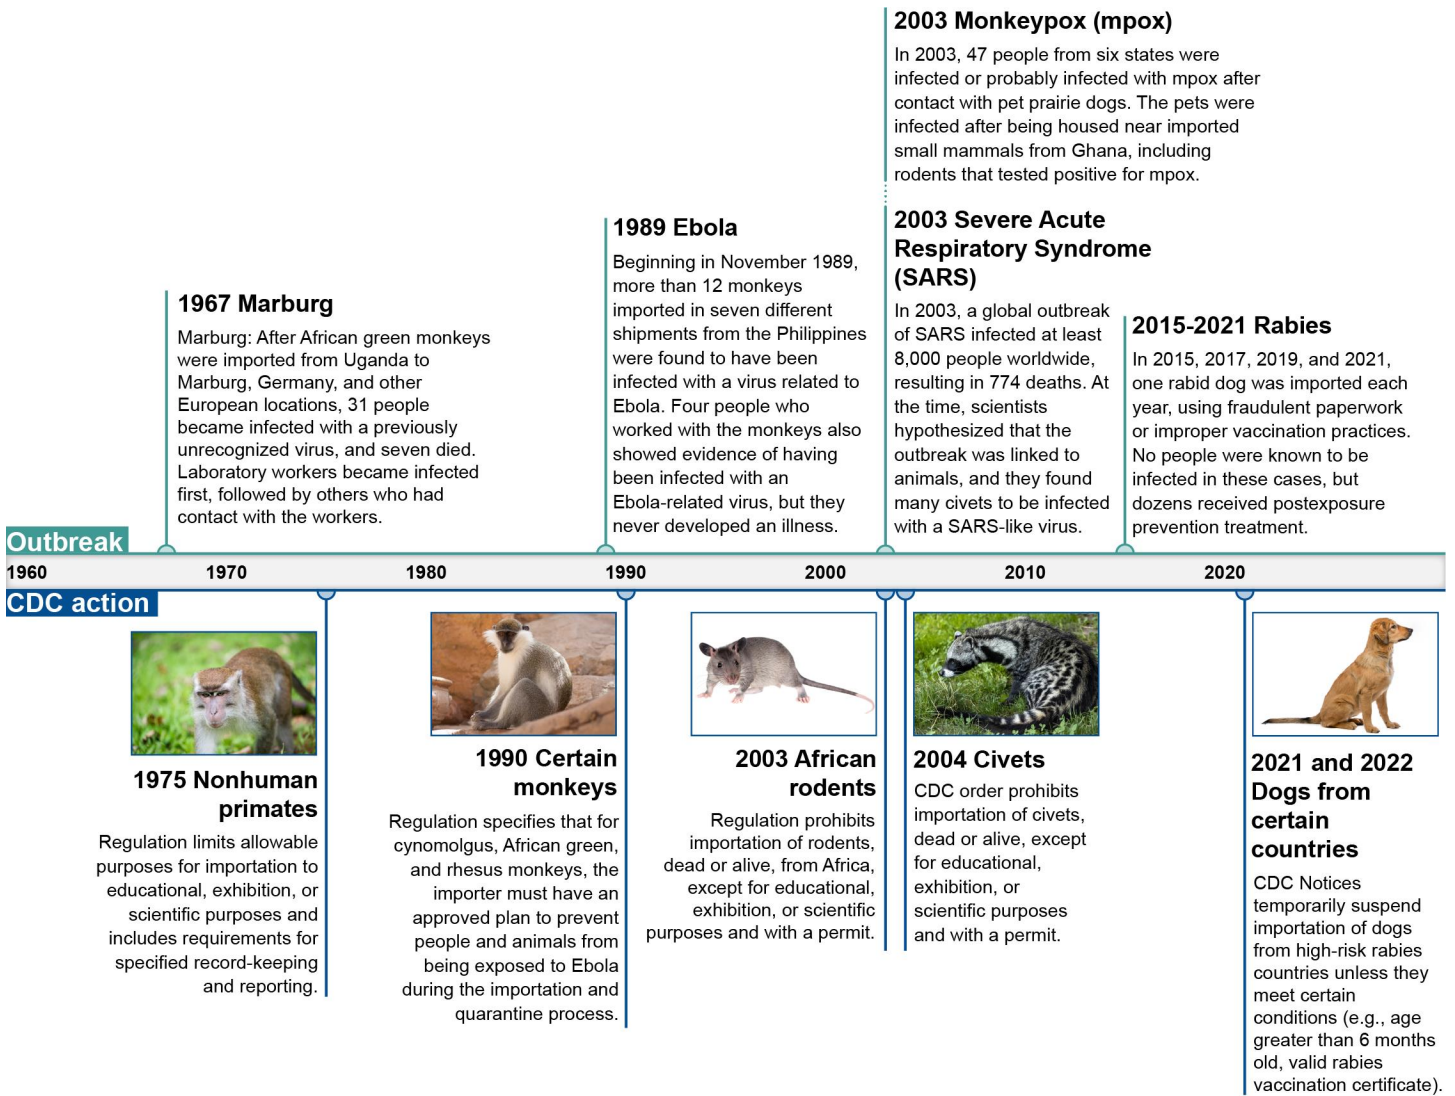 2003 Monkeypox (mpox)
In 2003, 47 people from six states were
infected or probably infected with mpox after
contact with pet prairie dogs. The pets were
infected after being housed near imported
small mammals from Ghana, including
rodents that tested positive for mpox.
1967 Marburg
Marburg: After African green monkeys
were imported from Uganda to
Marburg, Germany, and other
European locations, 31 people
became infected with a previously
unrecognized virus, and seven died.
Laboratory workers became infected
first, followed by others who had
contact with the workers.
1989 Ebola
Beginning in November 1989,
more than 12 monkeys
imported in seven different
shipments from the Philippines
were found to have been
infected with a virus related to
Ebola. Four people who
worked with the monkeys also
showed evidence of having
been infected with an
Ebola-related virus, but they
never developed an illness.
2003 Severe Acute
Respiratory Syndrome
(SARS)
In 2003, a global outbreak
of SARS infected at least
8,000 people worldwide,
resulting in 774 deaths. At
the time, scientists
hypothesized that the
outbreak was linked to
animals, and they found
many civets to be infected
with a SARS-like virus.
2015-2021 Rabies
In 2015, 2017, 2019, and 2021,
one rabid dog was imported each
year, using fraudulent paperwork
or improper vaccination practices.
No people were known to be
infected in these cases, but
dozens received postexposure
prevention treatment.
Outbreak
1960 1970 1980 1990 2000 2010 2020
CDC action
1975 Nonhuman
primates
Regulation limits allowable
purposes for importation to
educational, exhibition, or
scientific purposes and
includes requirements for
specified record-keeping
and reporting.
1990 Certain
monkeys
Regulation specifies that for
cynomolgus, African green,
and rhesus monkeys, the
importer must have an
approved plan to prevent
people and animals from
being exposed to Ebola
during the importation and
quarantine process.
2003 African
rodents
Regulation prohibits
importation of rodents,
dead or alive, from Africa,
except for educational,
exhibition, or scientific
purposes and with a permit.
2004 Civets
CDC order prohibits
importation of civets,
dead or alive, except
for educational,
exhibition, or
scientific purposes
and with a permit.
2021 and 2022
Dogs from
certain
countries
CDC Notices
temporarily suspend
importation of dogs
from high-risk rabies
countries unless they
meet certain
conditions (e.g., age
greater than 6 months
old, valid rabies
vaccination certificate).